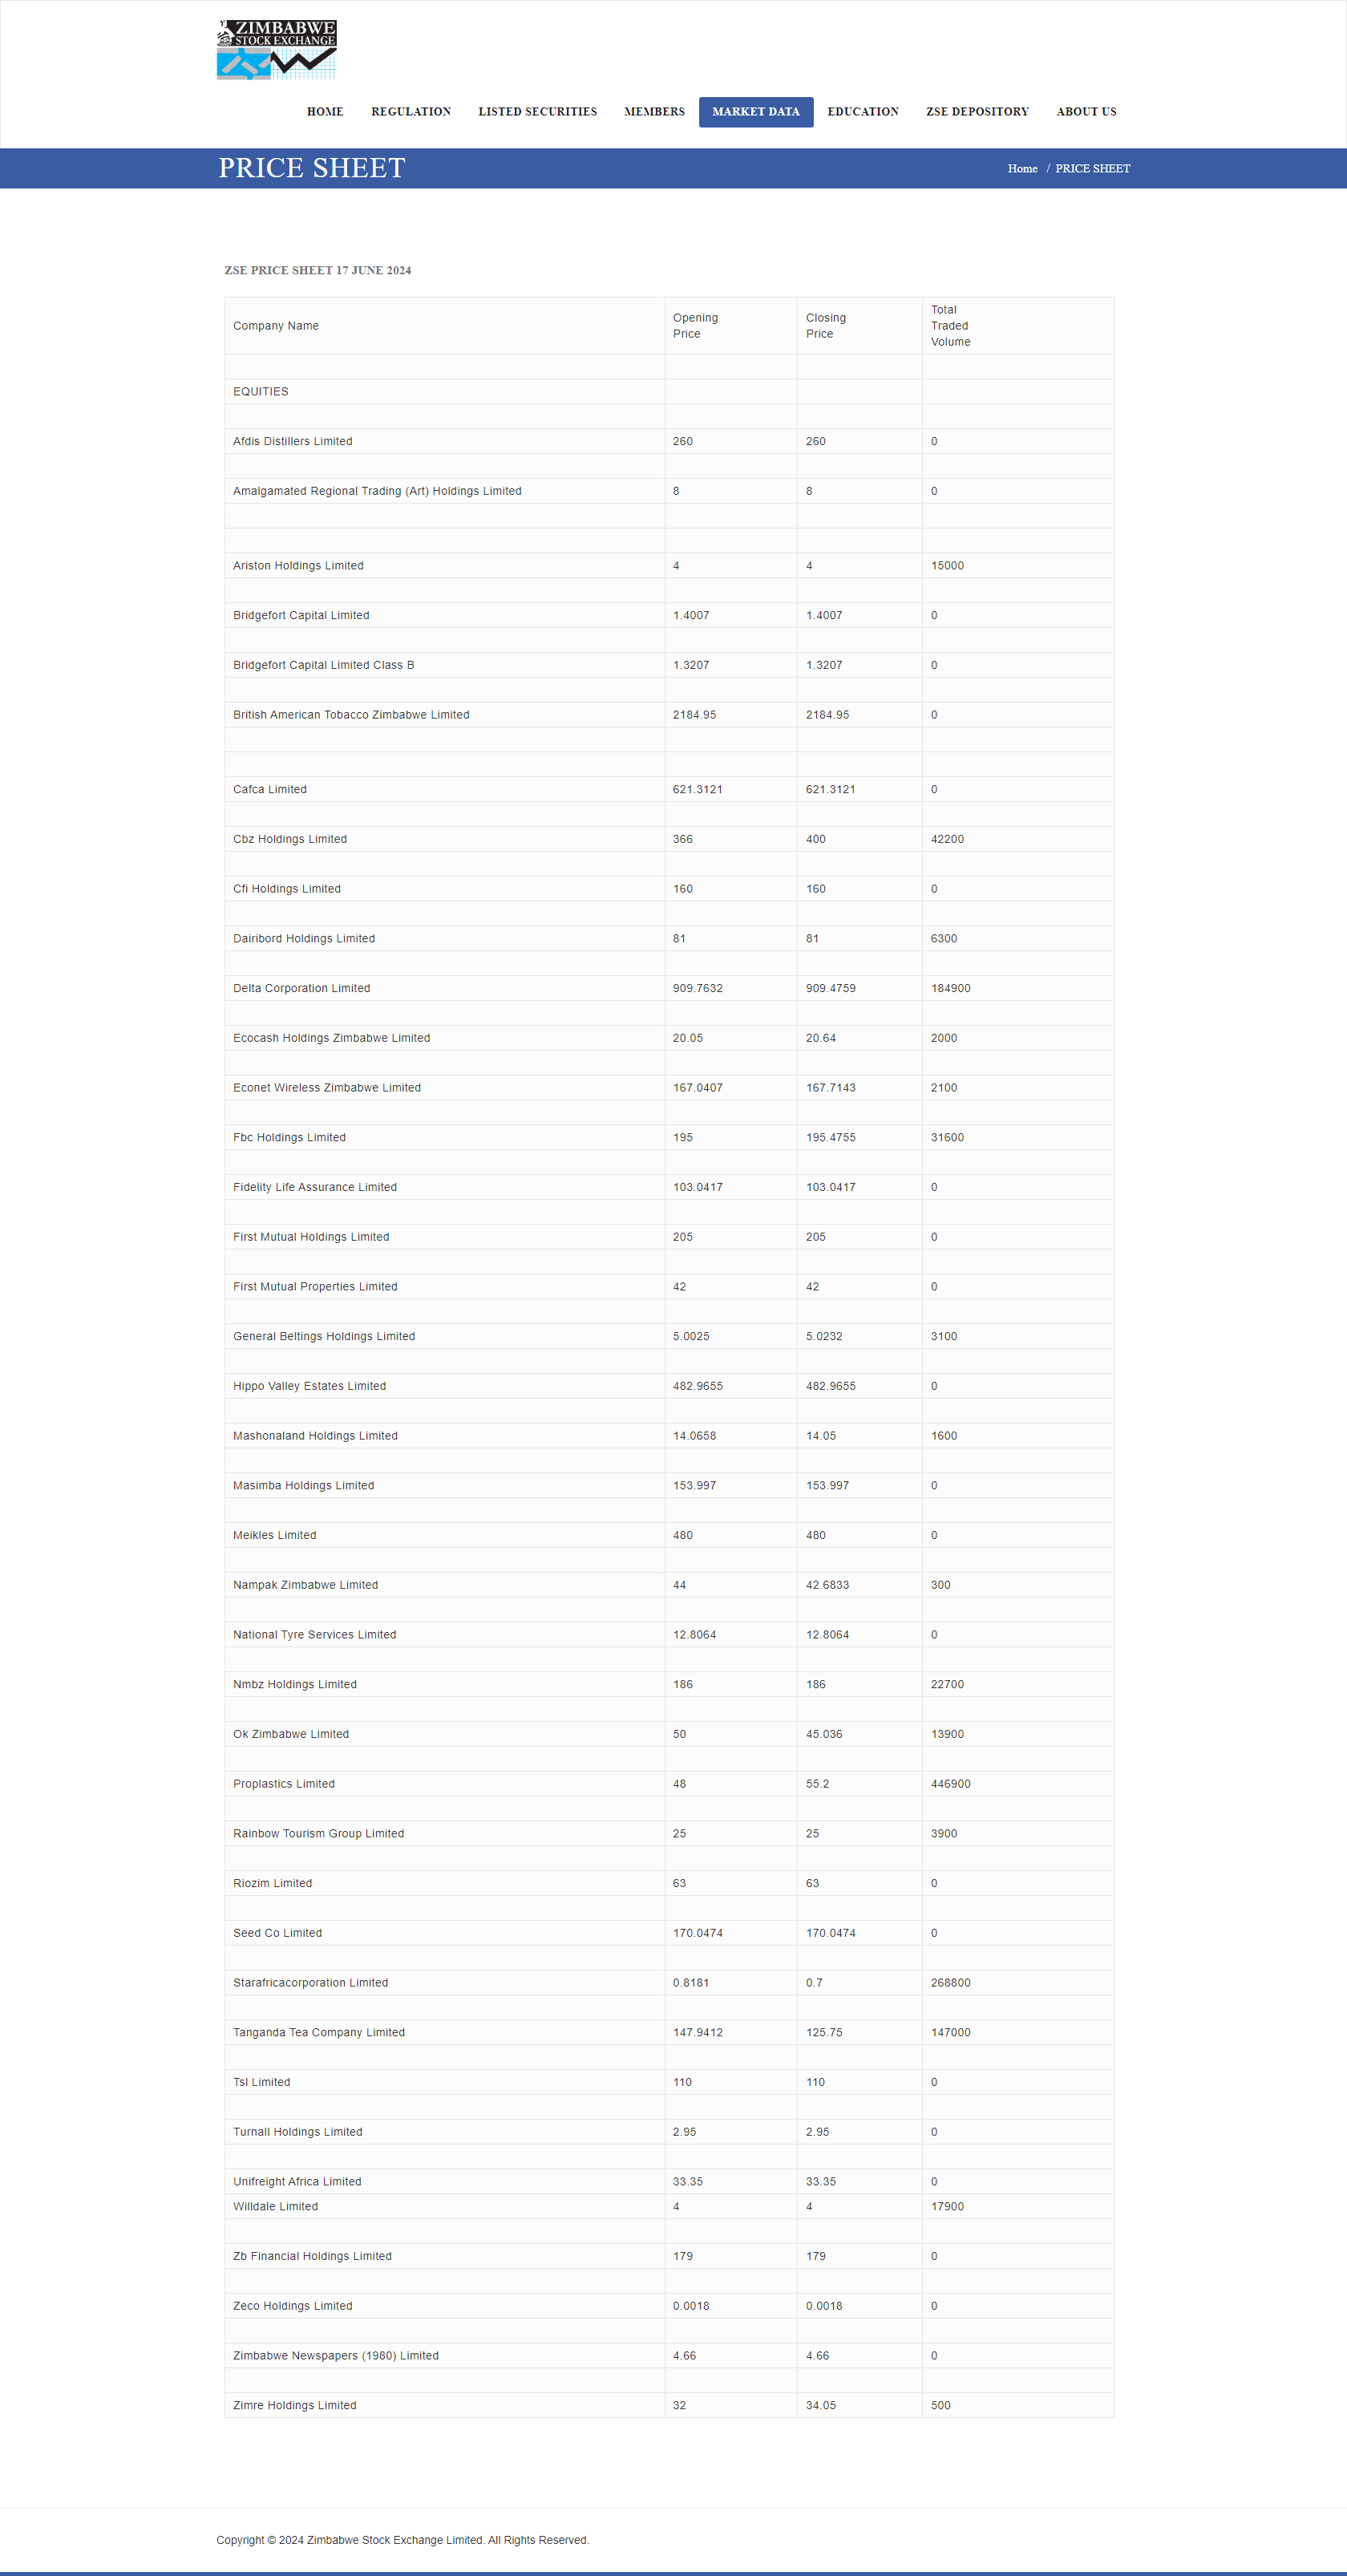 ZIMBABWE
STOCK EXCHANGE
HOME REGULATION LISTED SECURITIES MEMBERS MARKET DATA EDUCATION ZSE DEPOSITORY ABOUT US
PRICE SHEET Home / PRICE SHEET
ZSE PRICE SHEET 17 JUNE 2024
Company Name Opening Price Closing Price Total Traded Volume
EQUITIES
Afdis Distillers Limited 260 260 0
Amalgamated Regional Trading (Art) Holdings Limited 8 8 0
Ariston Holdings Limited 4 4 15000
Bridgefort Capital Limited 1.4007 1.4007 0
Bridgefort Capital Limited Class B 1.3207 1.3207 0
British American Tobacco Zimbabwe Limited 2184.95 2184.95 0
Cafca Limited 621.3121 621.3121 0
Cbz Holdings Limited 366 400 42200
Cfi Holdings Limited 160 160 0
Dairibord Holdings Limited 81 81 6300
Delta Corporation Limited 909.7632 909.4759 184900
Ecocash Holdings Zimbabwe Limited 20.05 20.64 2000
Econet Wireless Zimbabwe Limited 167.0407 167.7143 2100
Fbc Holdings Limited 195 195.4755 31600
Fidelity Life Assurance Limited 103.0417 103.0417 0
First Mutual Holdings Limited 205 205 0
First Mutual Properties Limited 42 42 0
General Beltings Holdings Limited 5.0025 5.0232 3100
Hippo Valley Estates Limited 482.9655 482.9655 0
Mashonaland Holdings Limited 14.0658 14.05 1600
Masimba Holdings Limited 153.997 153.997 0
Meikles Limited 480 480 0
Nampak Zimbabwe Limited 44 42.6833 300
National Tyre Services Limited 12.8064 12.8064 0
Nmbz Holdings Limited 186 186 22700
Ok Zimbabwe Limited 50 45.036 13900
Proplastics Limited 48 55.2 446900
Rainbow Tourism Group Limited 25 25 3900
Riozim Limited 63 63 0
Seed Co Limited 170.0474 170.0474 0
Starafricacorporation Limited 0.8181 0.7 268800
Tanganda Tea Company Limited 147.9412 125.75 147000
Tsl Limited 110 110 0
Turnall Holdings Limited 2.95 2.95 0
Unifreight Africa Limited 33.35 33.35 0
Willdale Limited 4 4 17900
Zb Financial Holdings Limited 179 179 0
Zeco Holdings Limited 0.0018 0.0018 0
Zimbabwe Newspapers (1980) Limited 4.66 4.66 0
Zimre Holdings Limited 32 34.05 500
Copyright © 2024 Zimbabwe Stock Exchange Limited. All Rights Reserved.